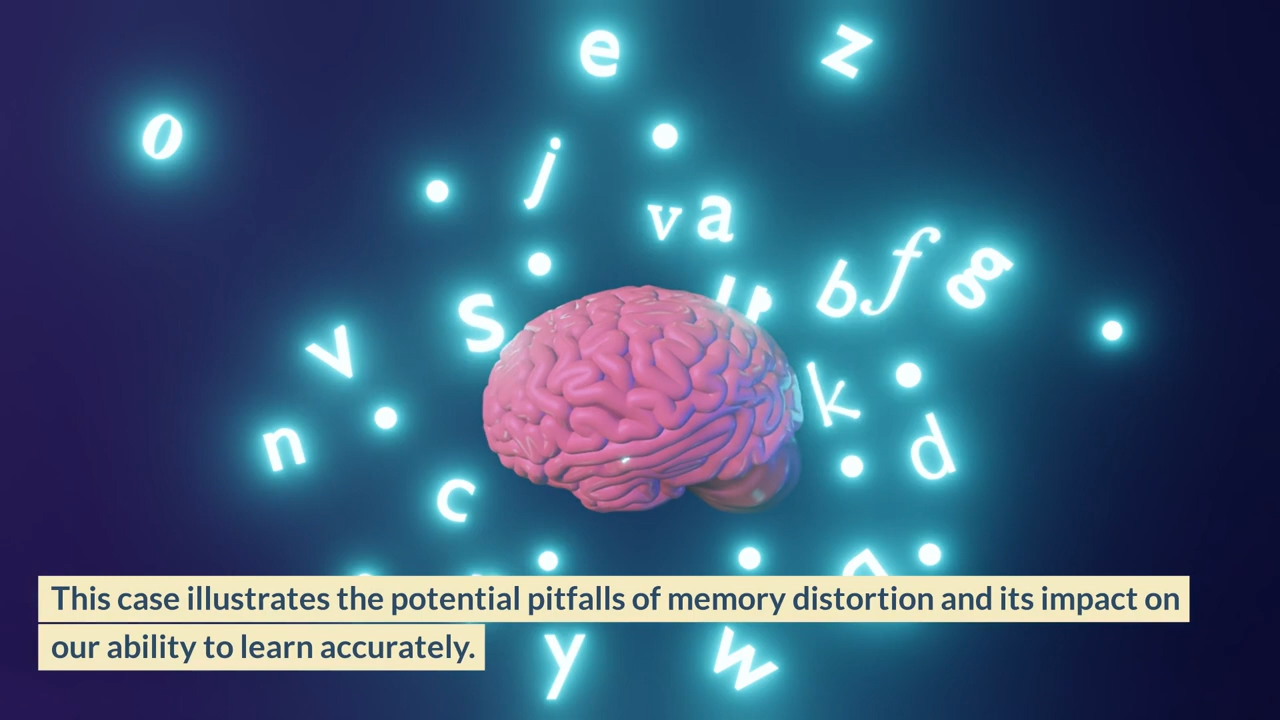 e
z
o
j
v a
b f g
S
v
k
n
d
c
This case illustrates the potential pitfalls of memory distortion and its impact on
our ability to learn accurately.
y
w